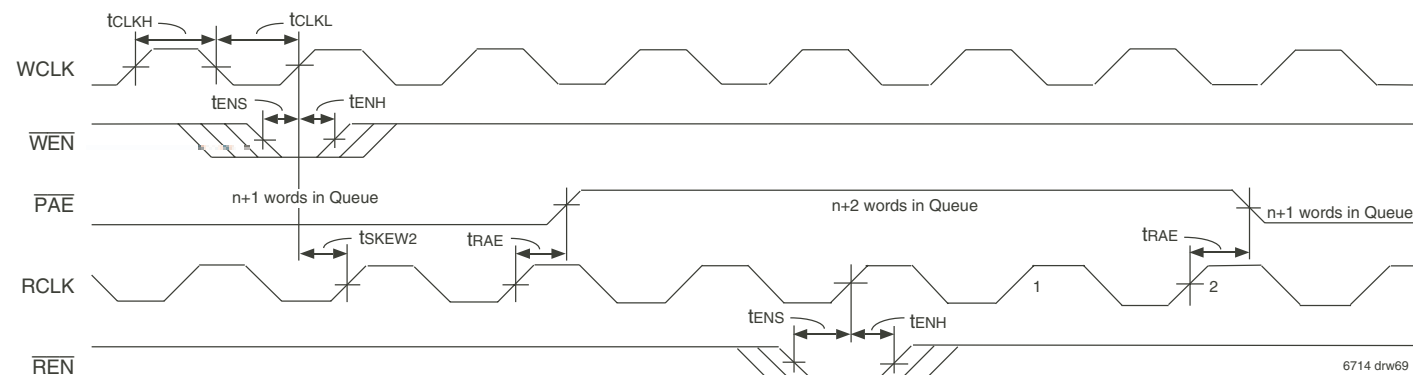 tCLKH
tCLKL
WCLK
tENS
tENH
WEN
PAE
n+1 words in Queue
n+2 words in Queue
n+1 words in Queue
tSKEW2
tRAE
tRAE
RCLK
1
2
tENS
tENH
REN
6714 drw69